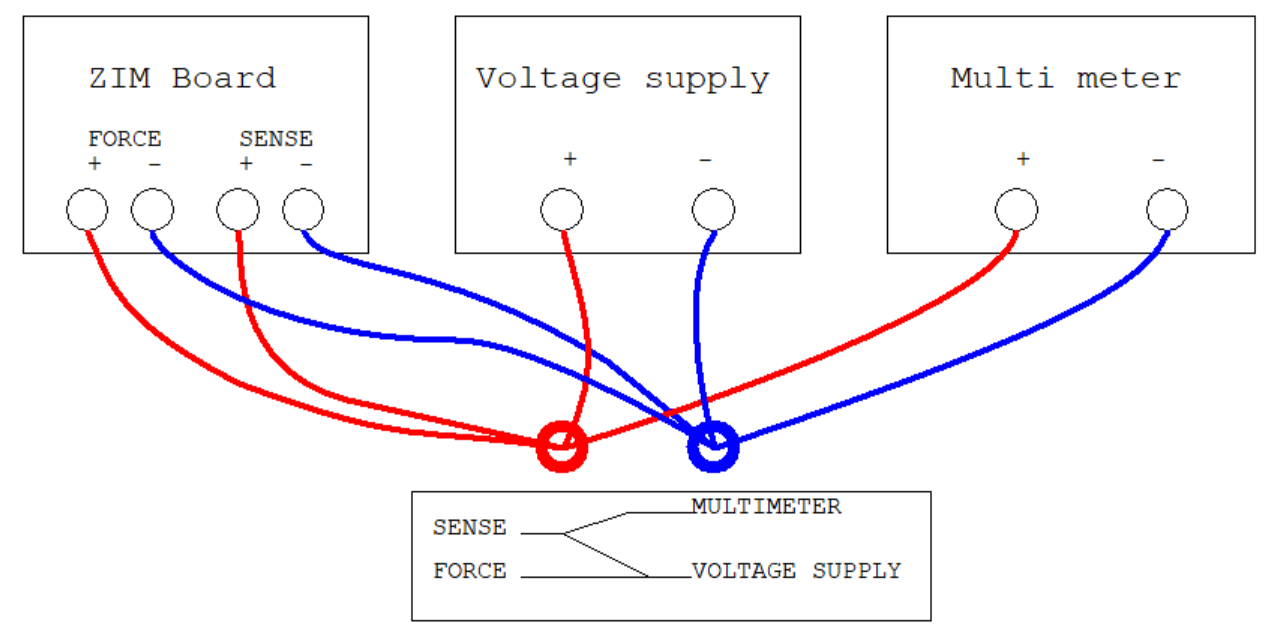 ZIM Board
FORCE SENSE
+ - + -
Voltage supply
+ -
Multi meter
+ -
MULTIMETER
SENSE
FORCE VOLTAGE SUPPLY